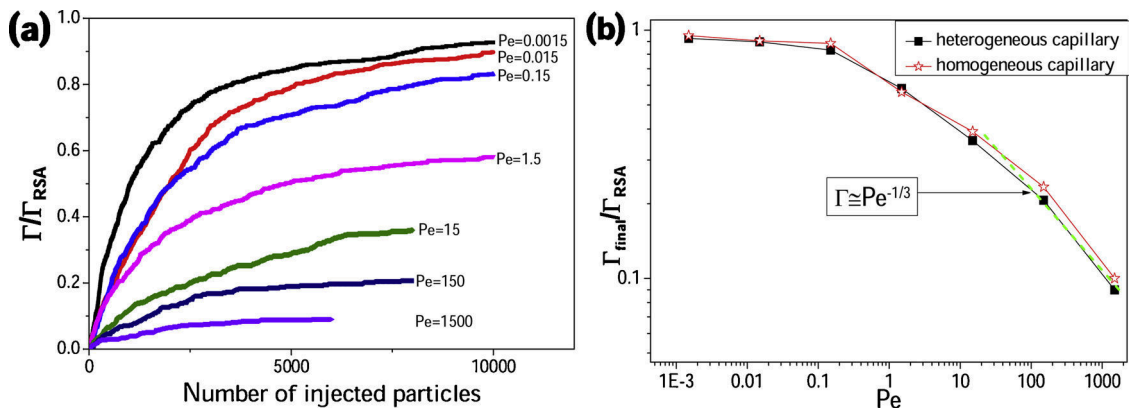 (a)
1.0
0.8
0.6
0.4
0.2
0.0
Γ/Γ_RSA
Pe=0.0015
Pe=0.015
Pe=0.15
Pe=1.5
Pe=15
Pe=150
Pe=1500
0 5000 10000
Number of injected particles
(b)
1
0.1
Γ_final/Γ_RSA
heterogeneous capillary
homogeneous capillary
Γ≅Pe^-1/3
1E-3 0.01 0.1 1 10 100 1000
Pe